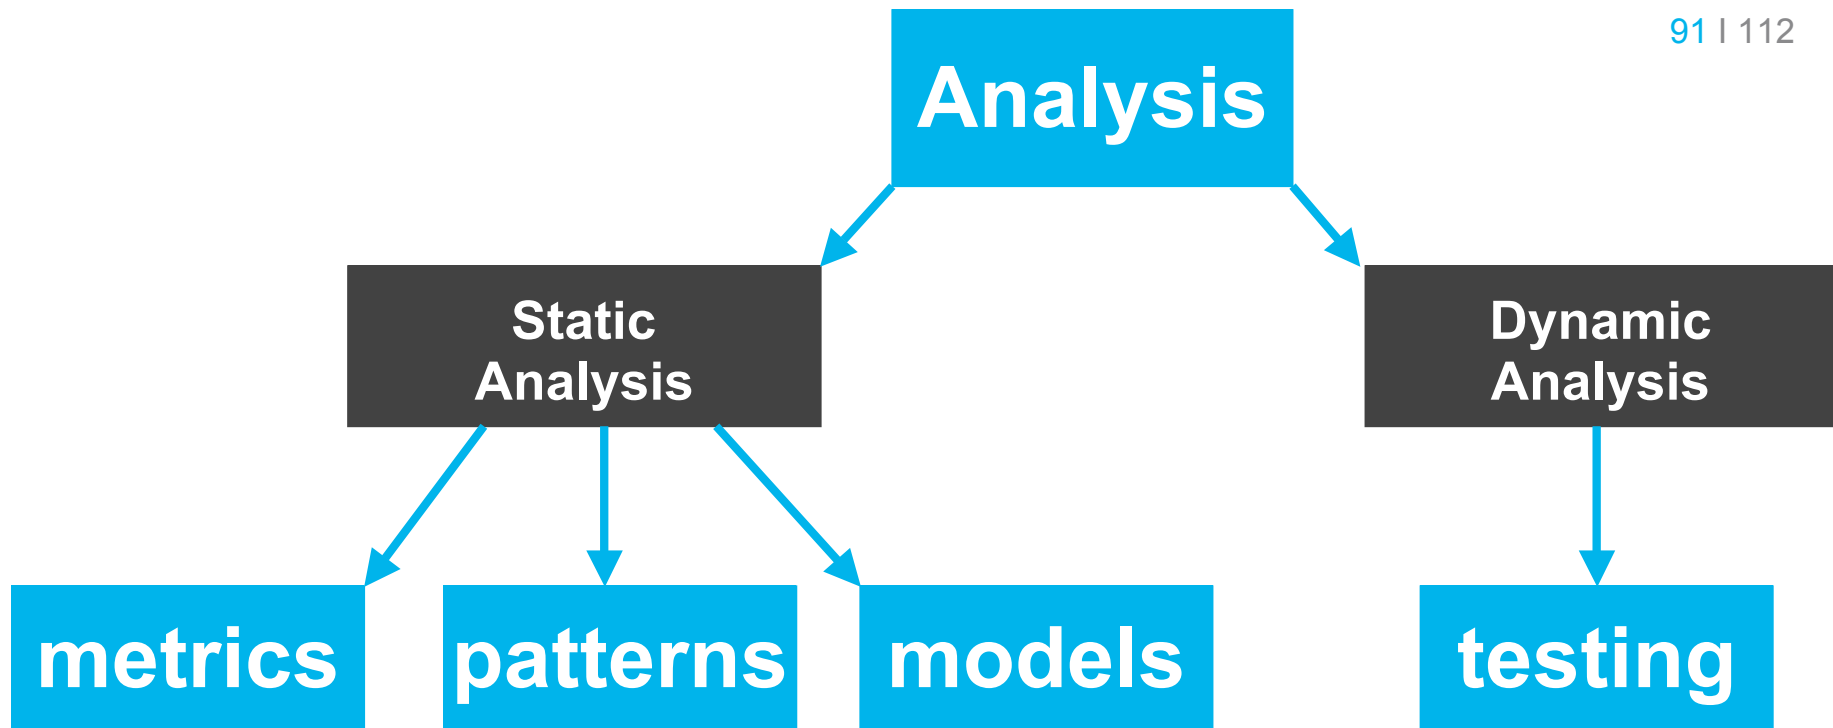 91 I 112
Analysis
Static
Analysis
Dynamic
Analysis
metrics
patterns
models
testing